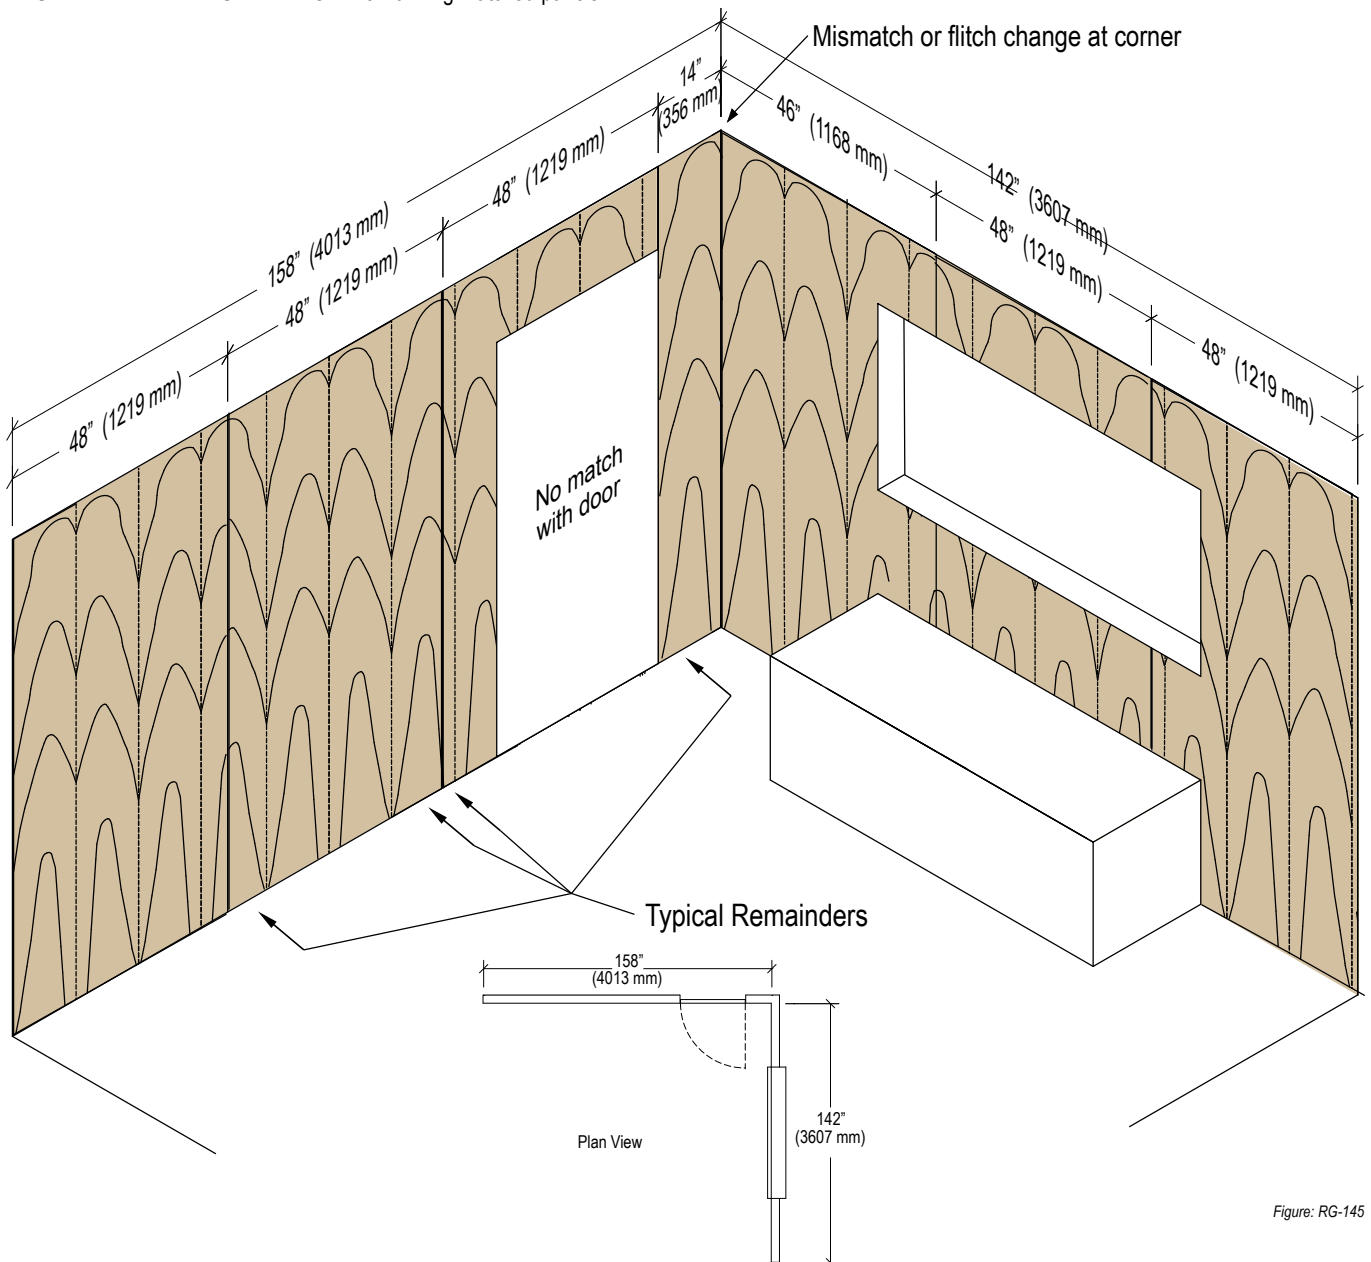 Mismatch or flitch change at corner
14”
(356 mm)
46” (1168 mm)
142” (3607 mm)
48” (1219 mm)
158” (4013 mm)
48” (1219 mm)
48” (1219 mm)
48” (1219 mm)
48” (1219 mm)
No match
with door
Typical Remainders
158”
(4013 mm)
142”
(3607 mm)
Plan View
Figure: RG-145